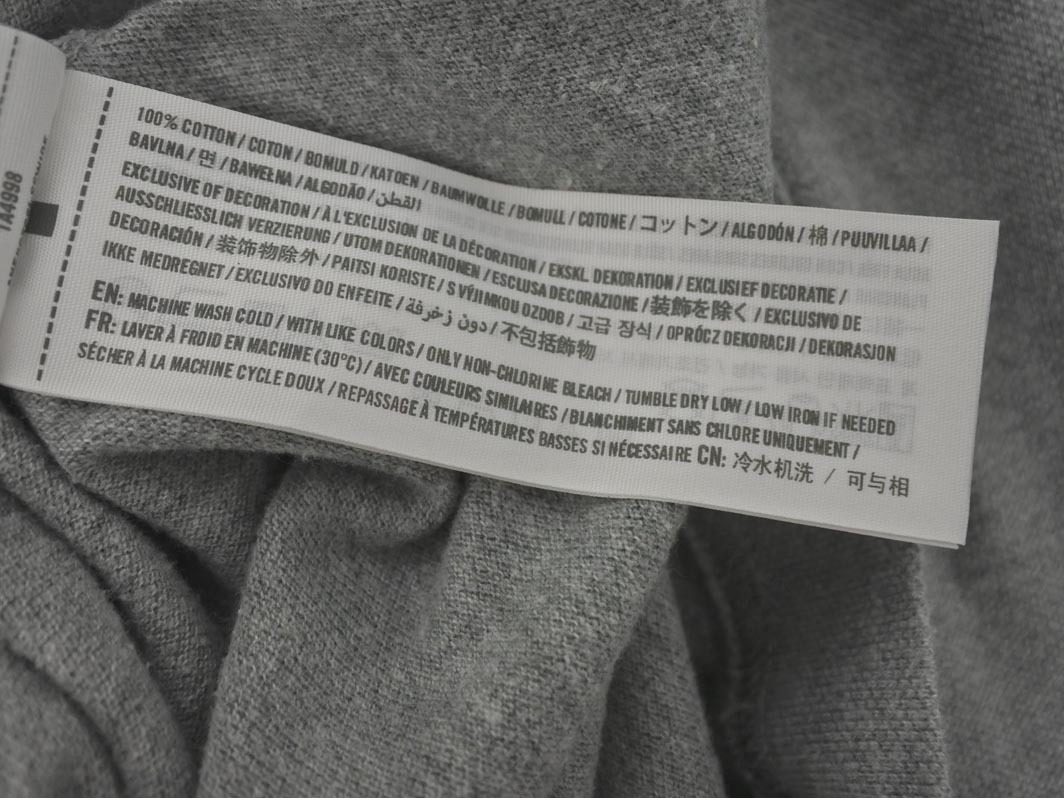 100% COTTON / COTON / BOMULD / KATOEN / BAUMWOLLE / BOMULL / COTONE / コットン / ALGODÓN / 棉 / PUUVILLAA /
BAVLNA / 면 / BAWEŁNA / ALGODÃO / القطن
EXCLUSIVE OF DECORATION / À L'EXCLUSION DE LA DÉCORATION / EKSKL. DEKORATION / EXCLUSIEF DECORATIE /
AUSSCHLIESSLICH VERZIERUNG / UTOM DEKORATIONEN / ESCLUSA DECORAZIONE / 装飾を除く / EXCLUSIVO DE
DECORACIÓN / 装饰物除外 / PAITSI KORISTE / S VÝJIMKOU OZDOB / 고급 장식 / OPRÓCZ DEKORACJI / DEKORASJON
IKKE MEDREGNET / EXCLUSIVO DO ENFEITE / دون زخرفة / 不包括飾物
EN: MACHINE WASH COLD / WITH LIKE COLORS / ONLY NON-CHLORINE BLEACH / TUMBLE DRY LOW / LOW IRON IF NEEDED
FR: LAVER À FROID EN MACHINE (30°C) / AVEC COULEURS SIMILAIRES / BLANCHIMENT SANS CHLORE UNIQUEMENT /
SÉCHER À LA MACHINE CYCLE DOUX / REPASSAGE À TEMPÉRATURES BASSES SI NÉCESSAIRE CN: 冷水机洗 / 可与相
1A4998